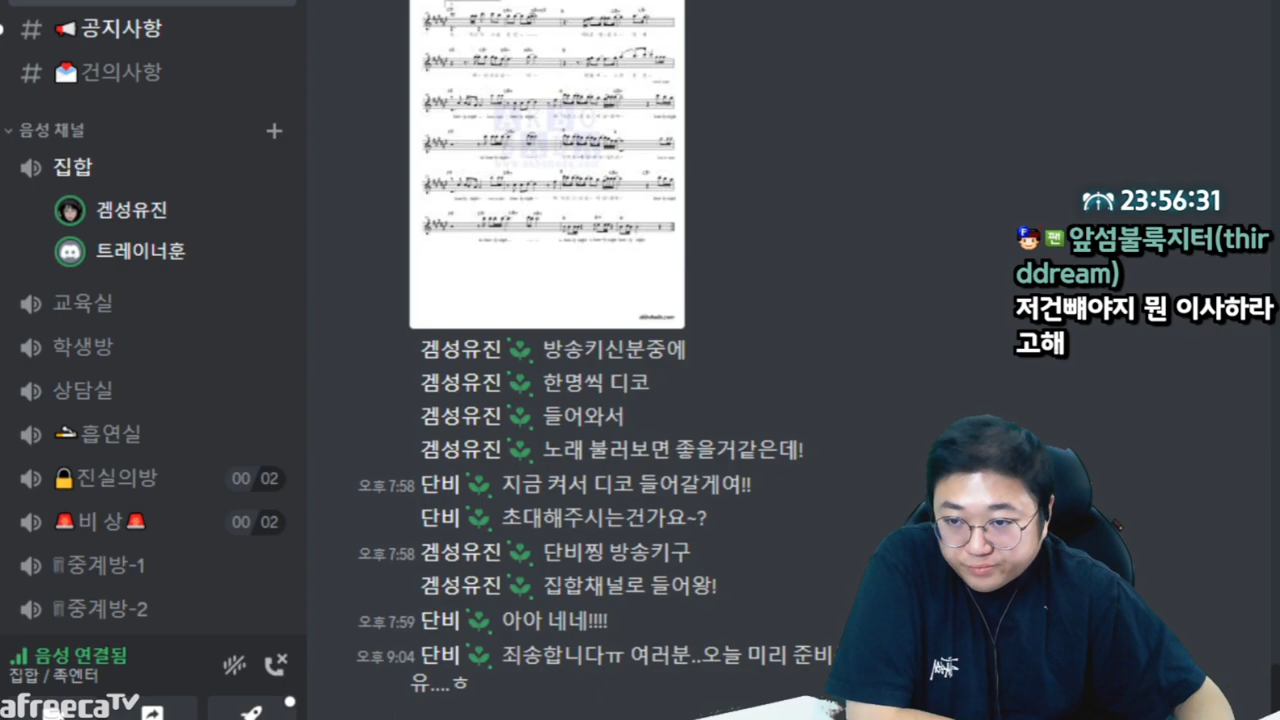 # 공지사항
# 건의사항
음성 채널 +
집합
겜성유진
트레이너훈
교육실
학생방
상담실
흡연실
진실의방 00 02
비 상 00 02
중계방-1
중계방-2
음성 연결됨
집합 / 족엔터
afreecaTV
겜성유진 방송키신분중에
겜성유진 한명씩 디코
겜성유진 들어와서
겜성유진 노래 불러보면 좋을거같은데!
오후 7:58 단비 지금 켜서 디코 들어갈게여!!
단비 초대해주시는건가요~?
오후 7:58 겜성유진 단비찡 방송키구
겜성유진 집합채널로 들어왕!
오후 7:59 단비 아아 네네!!!!
오후 9:04 단비 죄송합니다ㅠ 여러분..오늘 미리 준비
유....ㅎ
23:56:31
F 팬 앞섬불룩지터(thir
ddream)
저건뺴야지 뭔 이사하라
고해